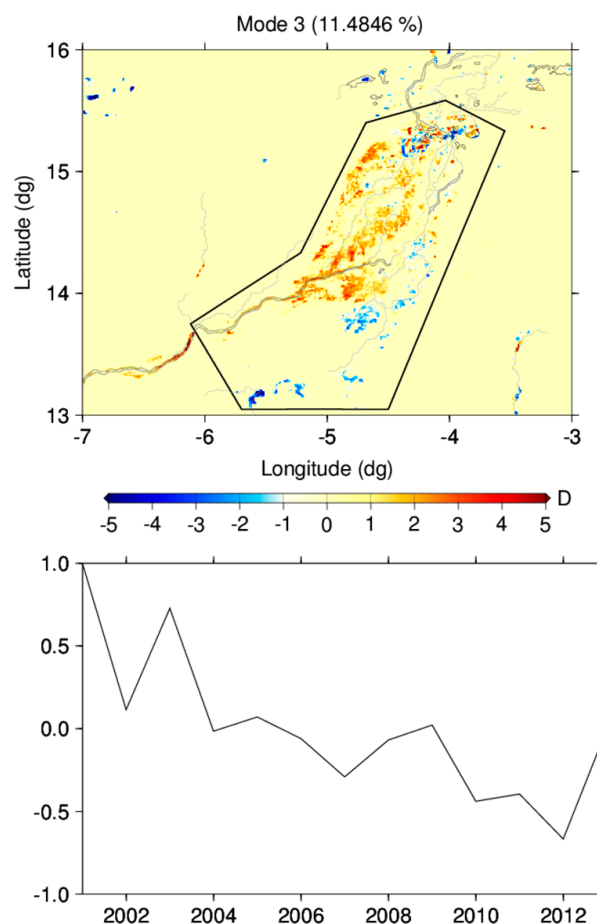 Mode 3 (11.4846 %)
16
15
14
13
Latitude (dg)
-7 -6 -5 -4 -3
Longitude (dg)
D
-5 -4 -3 -2 -1 0 1 2 3 4 5
1.0
0.5
0.0
-0.5
-1.0
2002 2004 2006 2008 2010 2012